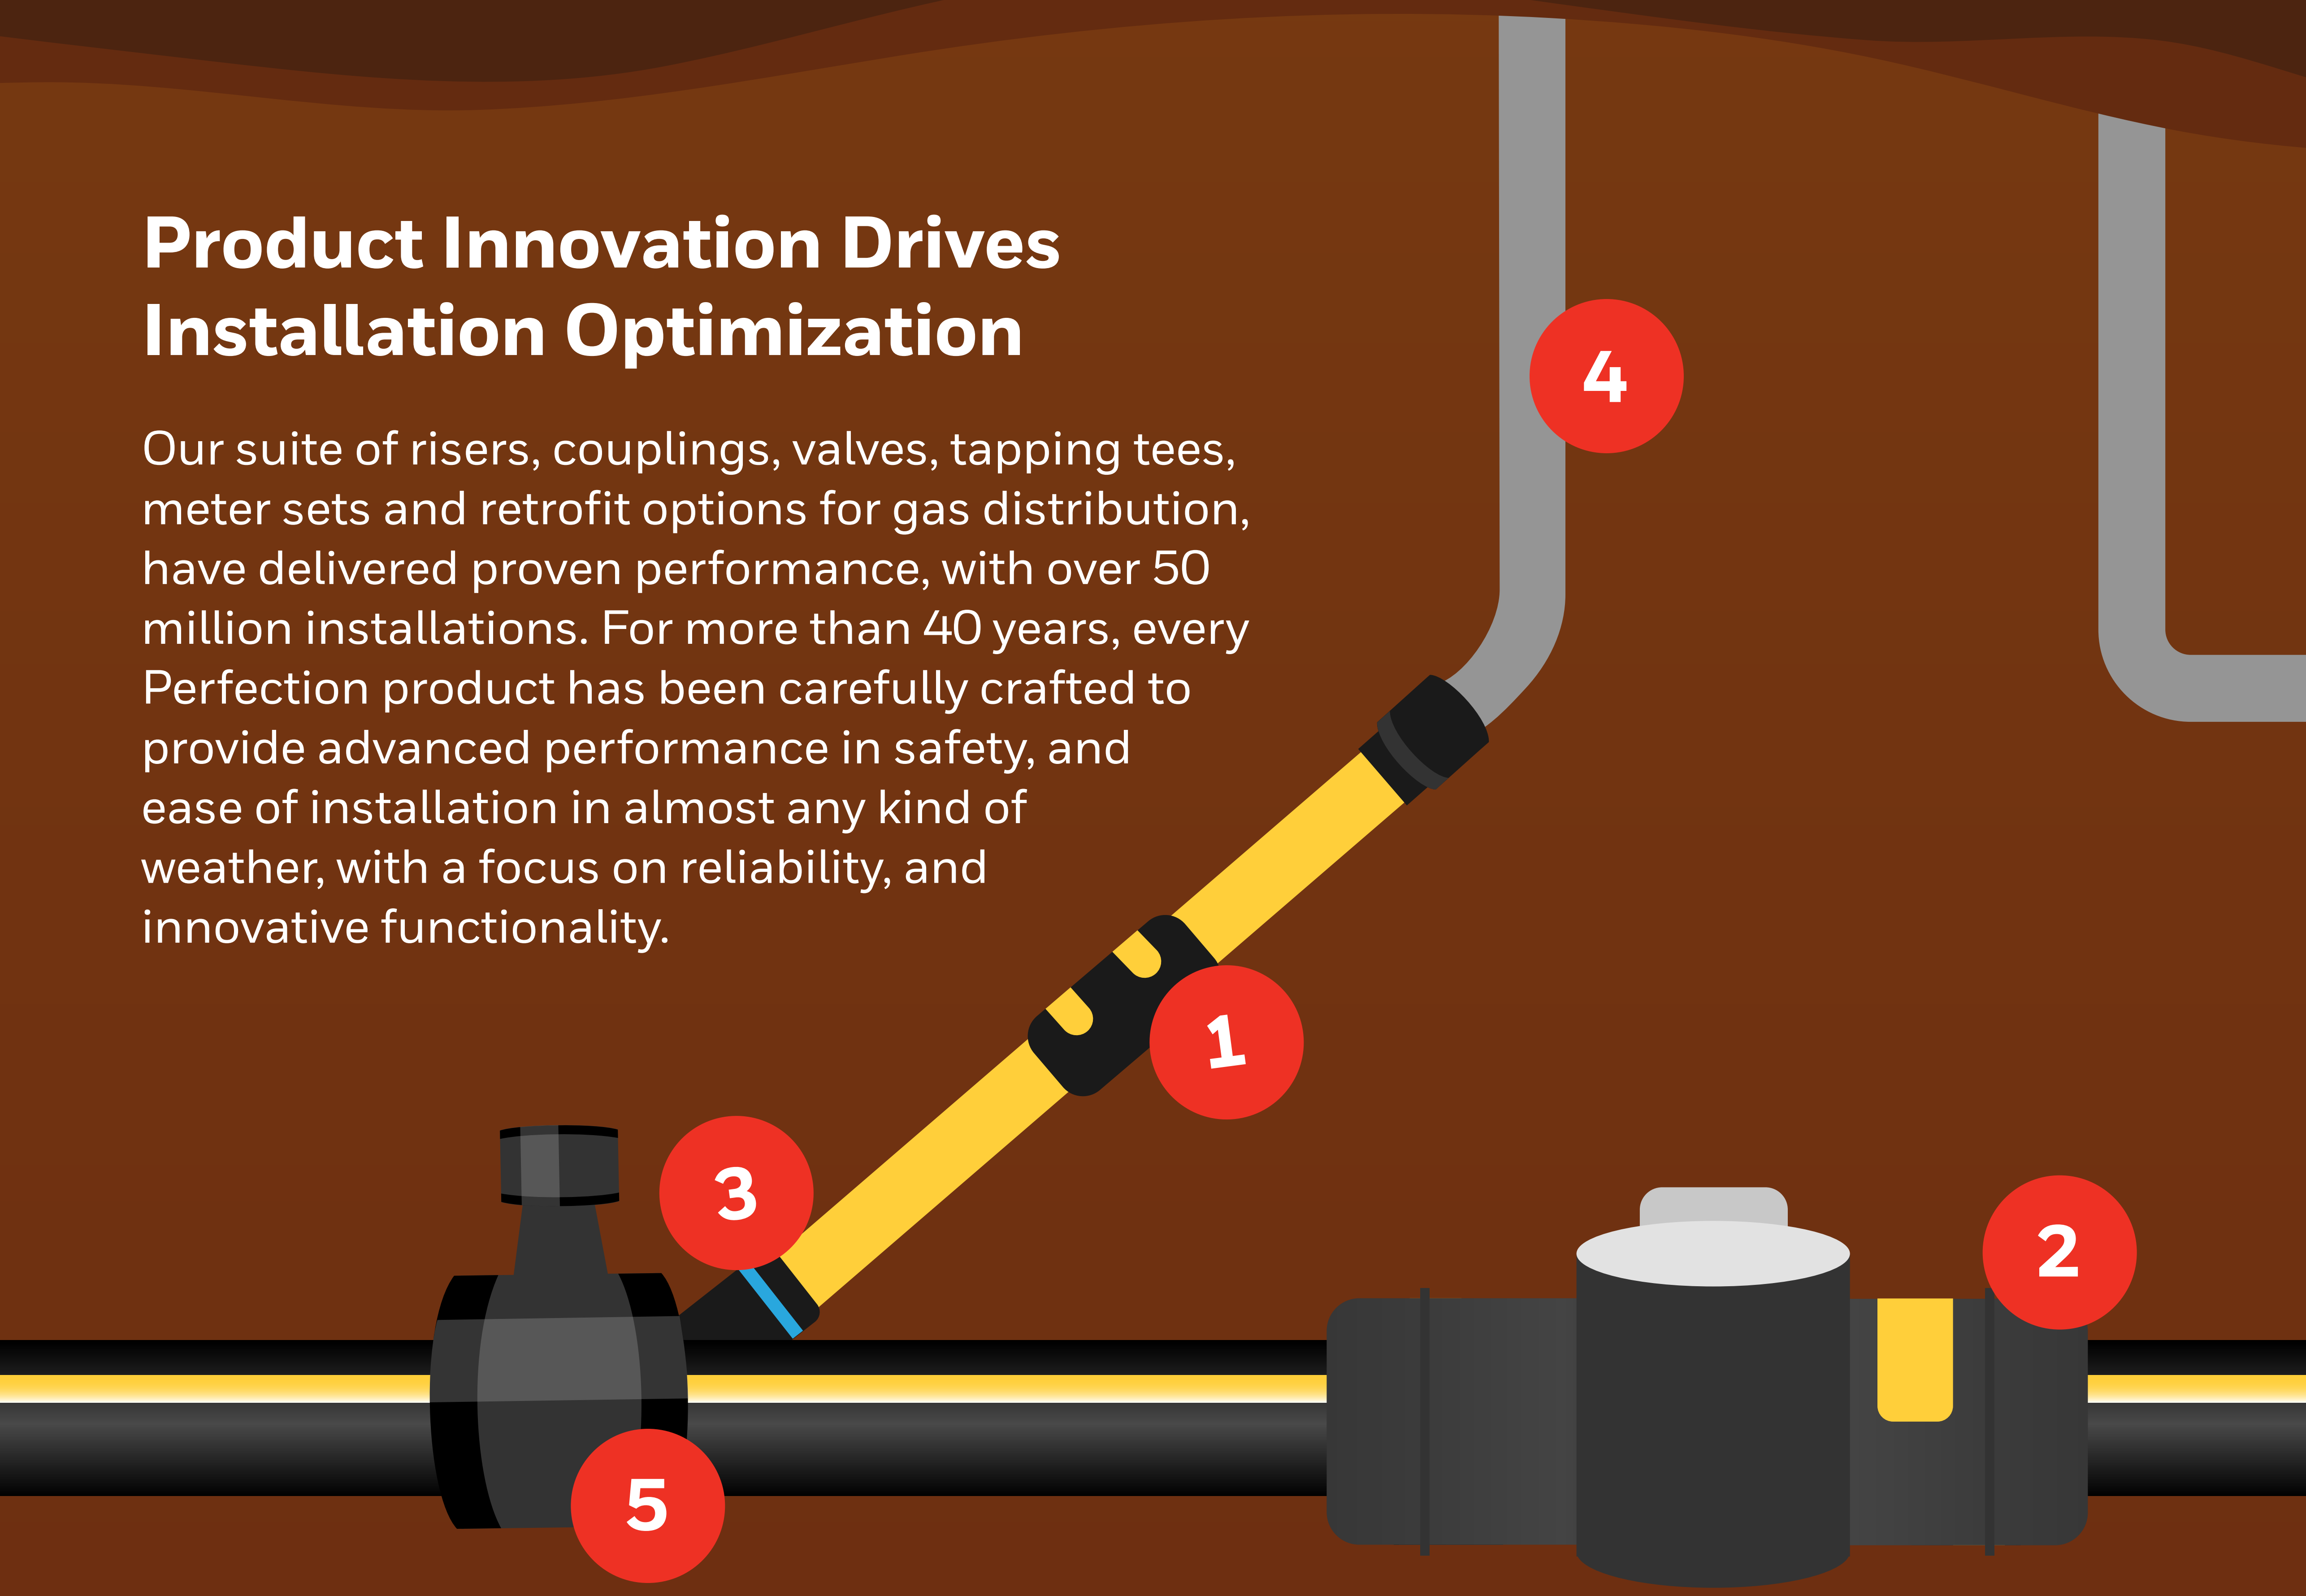 Product Innovation Drives
Installation Optimization
Our suite of risers, couplings, valves, tapping tees,
meter sets and retrofit options for gas distribution,
have delivered proven performance, with over 50
million installations. For more than 40 years, every
Perfection product has been carefully crafted to
provide advanced performance in safety, and
ease of installation in almost any kind of
weather, with a focus on reliability, and
innovative functionality.
4
1
3
2
5